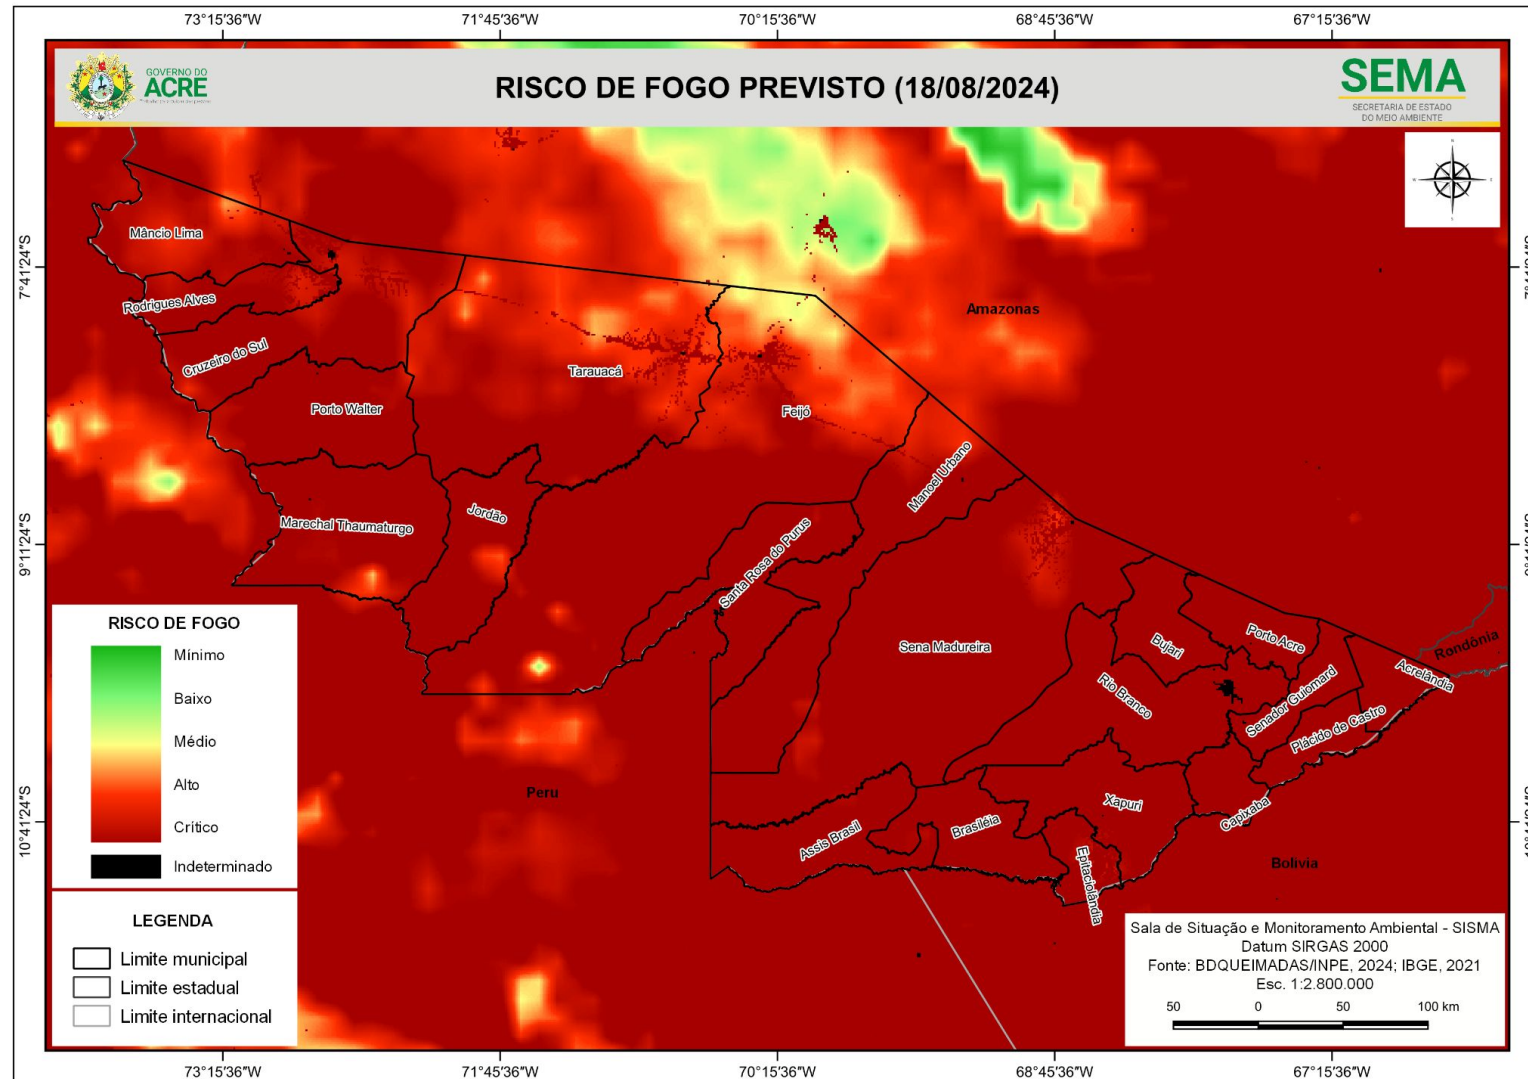 73°15'36"W 71°45'36"W 70°15'36"W 68°45'36"W 67°15'36"W
GOVERNO DO
ACRE
RISCO DE FOGO PREVISTO (18/08/2024)
SEMA
SECRETARIA DE ESTADO
DO MEIO AMBIENTE
7°41'24"S
9°11'24"S
10°41'24"S
Mâncio Lima
Rodrigues Alves
Cruzeiro do Sul
Porto Walter
Marechal Thaumaturgo
Jordão
Tarauacá
Feijó
Amazonas
Manoel Urbano
Santa Rosa do Purus
Sena Madureira
Bujari
Porto Acre
Rio Branco
Senador Guiomard
Plácido de Castro
Acrelândia
Rondônia
Peru
Assis Brasil
Brasiléia
Xapuri
Epitaciolândia
Capixaba
Bolivia
RISCO DE FOGO
Mínimo
Baixo
Médio
Alto
Crítico
Indeterminado
LEGENDA
Limite municipal
Limite estadual
Limite internacional
Sala de Situação e Monitoramento Ambiental - SISMA
Datum SIRGAS 2000
Fonte: BDQUEIMADAS/INPE, 2024; IBGE, 2021
Esc. 1:2.800.000
50 0 50 100 km
73°15'36"W 71°45'36"W 70°15'36"W 68°45'36"W 67°15'36"W